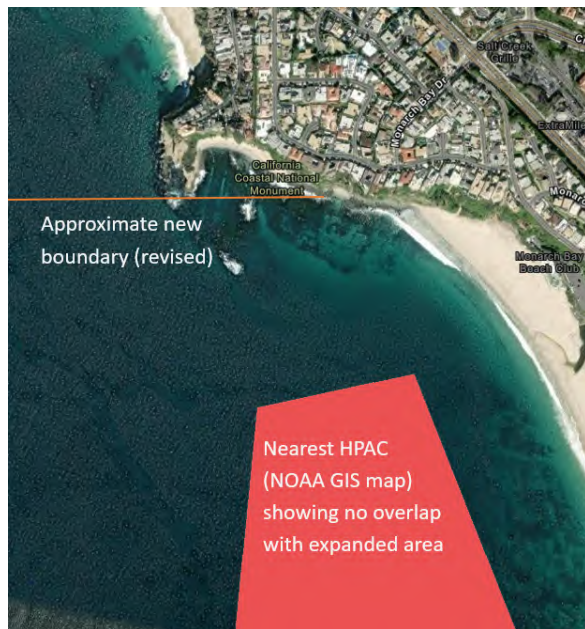 Salt Creek
Grille
Monarch Bay Dr
ExtraMile
California
Coastal National
Monument
Approximate new
boundary (revised)
Monarch Bay
Beach Club
Nearest HPAC
(NOAA GIS map)
showing no overlap
with expanded area